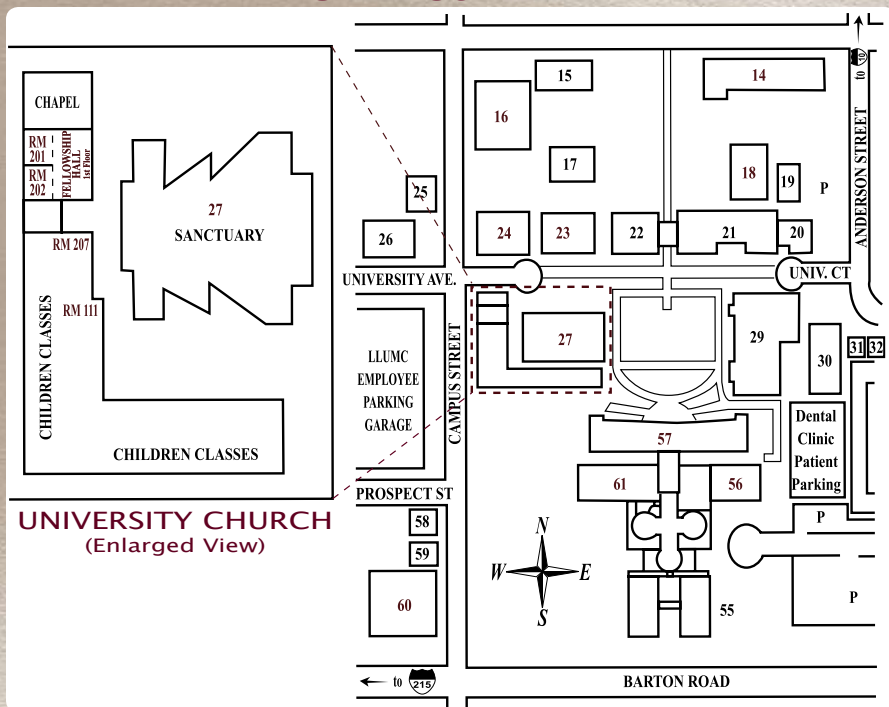 CHAPEL
RM
201
RM
202
FELLOWSHIP
HALL
1st Floor
27
SANCTUARY
RM 207
RM 111
CHILDREN CLASSES
CHILDREN CLASSES
UNIVERSITY CHURCH
(Enlarged View)
14
15
16
17
18
19
P
20
21
22
23
24
25
26
UNIVERSITY AVE.
UNIV. CT
ANDERSON STREET
to
10
27
29
30
31
32
LLUMC
EMPLOYEE
PARKING
GARAGE
CAMPUS STREET
Dental
Clinic
Patient
Parking
57
61
56
PROSPECT ST
58
59
60
P
P
55
N
W
E
S
to
215
BARTON ROAD